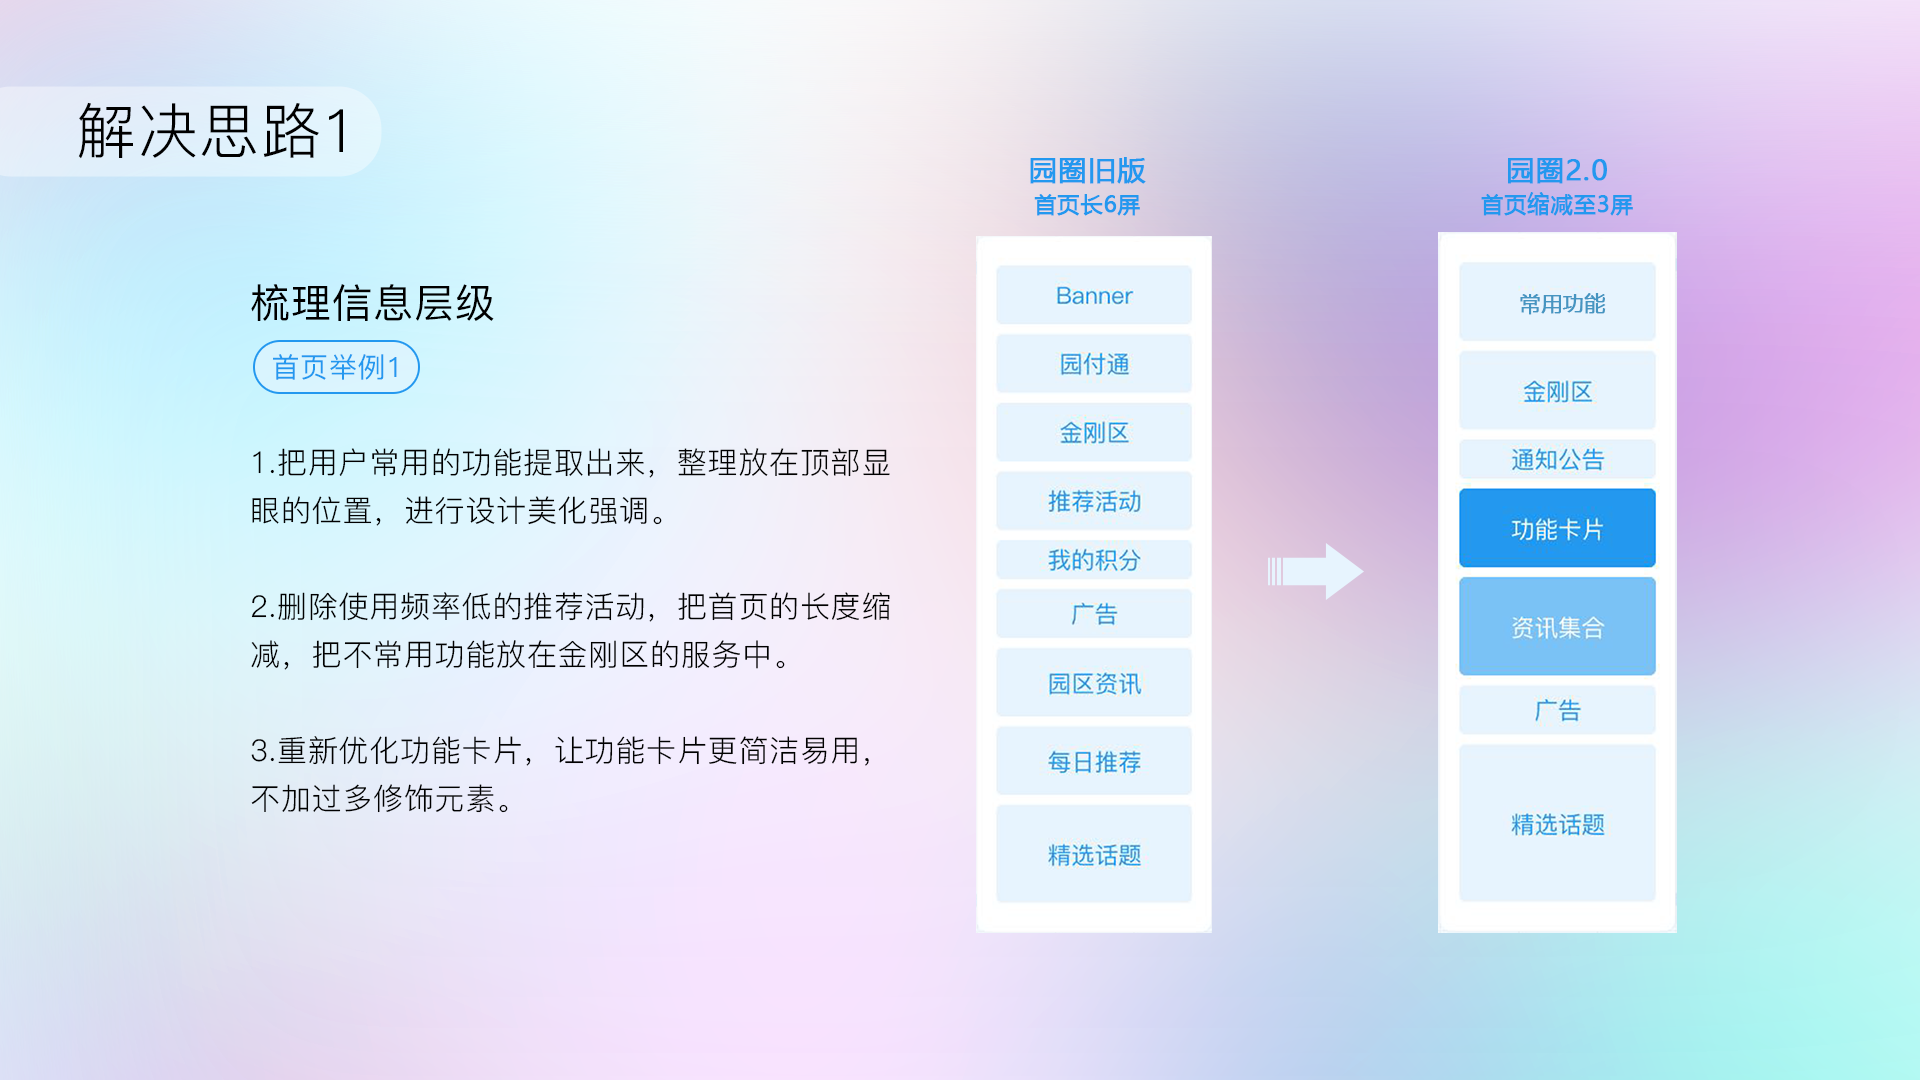 解决思路1
梳理信息层级
首页举例1
1.把用户常用的功能提取出来，整理放在顶部显
眼的位置，进行设计美化强调。
2.删除使用频率低的推荐活动，把首页的长度缩
减，把不常用功能放在金刚区的服务中。
3.重新优化功能卡片，让功能卡片更简洁易用，
不加过多修饰元素。
园圈旧版
首页长6屏
Banner
园付通
金刚区
推荐活动
我的积分
广告
园区资讯
每日推荐
精选话题
园圈2.0
首页缩减至3屏
常用功能
金刚区
通知公告
功能卡片
资讯集合
广告
精选话题